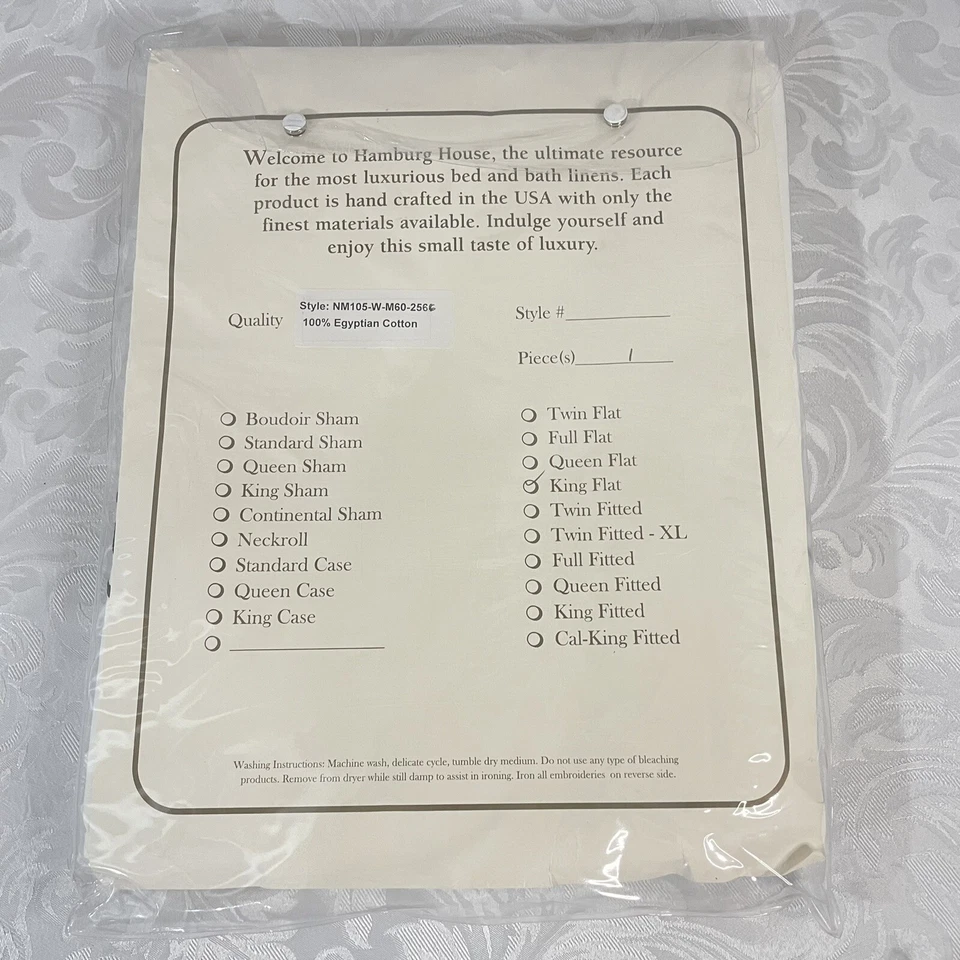 Welcome to Hamburg House, the ultimate resource
for the most luxurious bed and bath linens. Each
product is hand crafted in the USA with only the
finest materials available. Indulge yourself and
enjoy this small taste of luxury.
Quality
Style: NM105-W-M60-2566
100% Egyptian Cotton
Style #
Piece(s) 1
Boudoir Sham
Standard Sham
Queen Sham
King Sham
Continental Sham
Neckroll
Standard Case
Queen Case
King Case
Twin Flat
Full Flat
Queen Flat
King Flat
Twin Fitted
Twin Fitted - XL
Full Fitted
Queen Fitted
King Fitted
Cal-King Fitted
Washing Instructions: Machine wash, delicate cycle, tumble dry medium. Do not use any type of bleaching
products. Remove from dryer while still damp to assist in ironing. Iron all embroideries on reverse side.